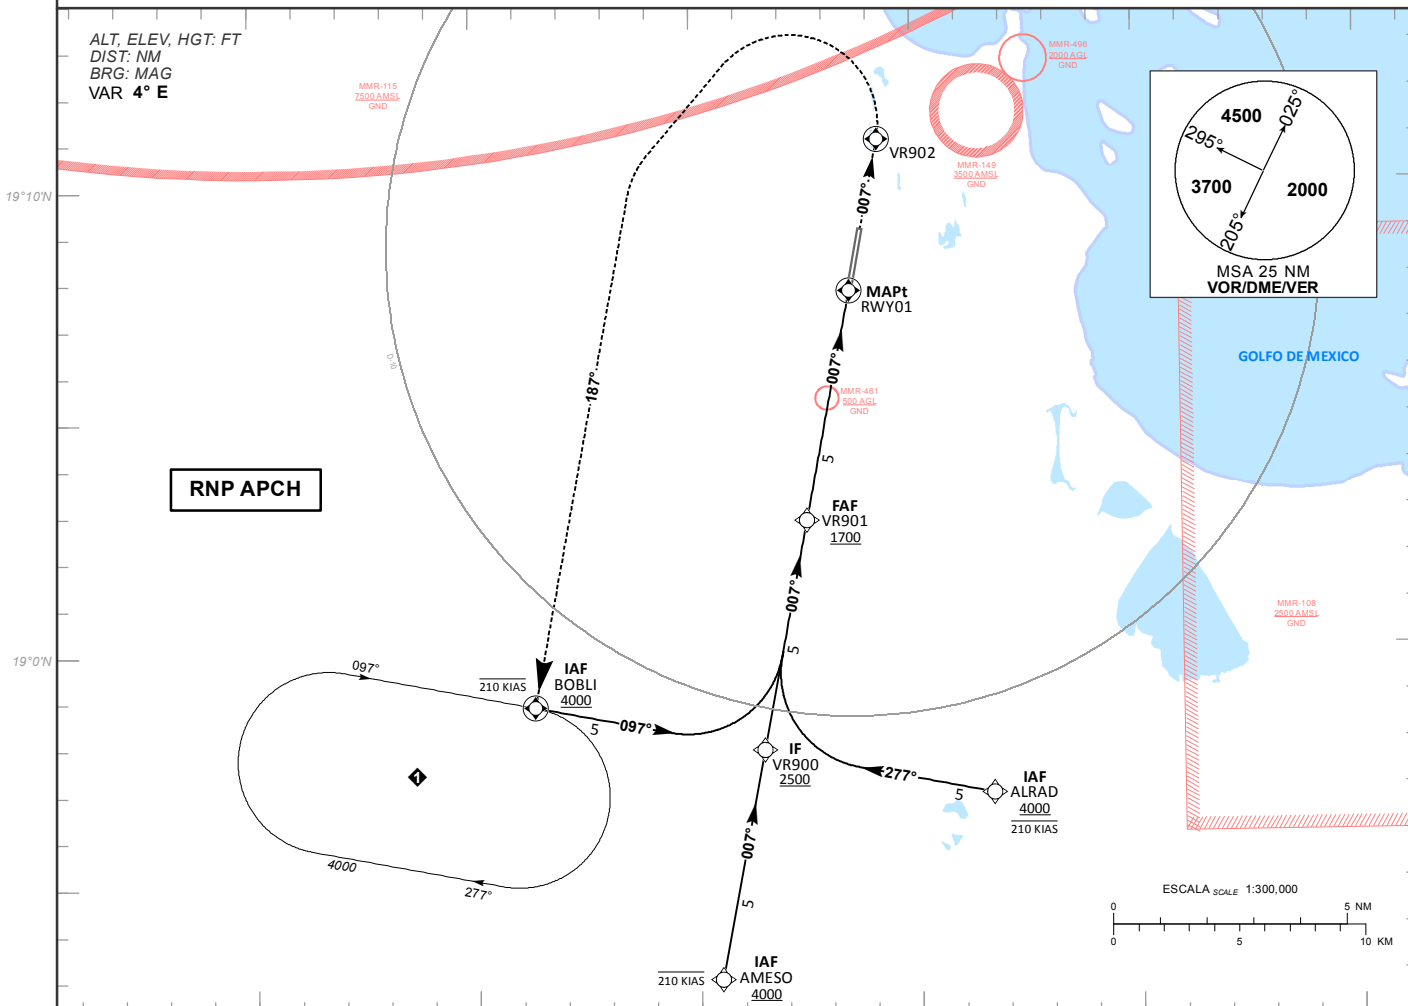 ALT, ELEV, HGT: FT
DIST: NM
BRG: MAG
VAR 4° E
MMR-115
7500 AMSL
GND
MMR-496
2000 AGL
GND
MMR-149
3500 AMSL
GND
VR902
007°
4500
025°
295°
3700
2000
205°
MSA 25 NM
VOR/DME/VER
19°10'N
MAPt
RWY01
GOLFO DE MEXICO
D-10
007°
187°
MMR-461
500 AGL
GND
5
RNP APCH
FAF
VR901
1700
007°
MMR-108
2500 AMSL
GND
5
19°0'N
097°
210 KIAS
IAF
BOBLI
4000
5
097°
IF
VR900
2500
277°
5
IAF
ALRAD
4000
210 KIAS
1
007°
4000
277°
5
ESCALA SCALE 1:300,000
0 5 NM
0 5 10 KM
210 KIAS
IAF
AMESO
4000